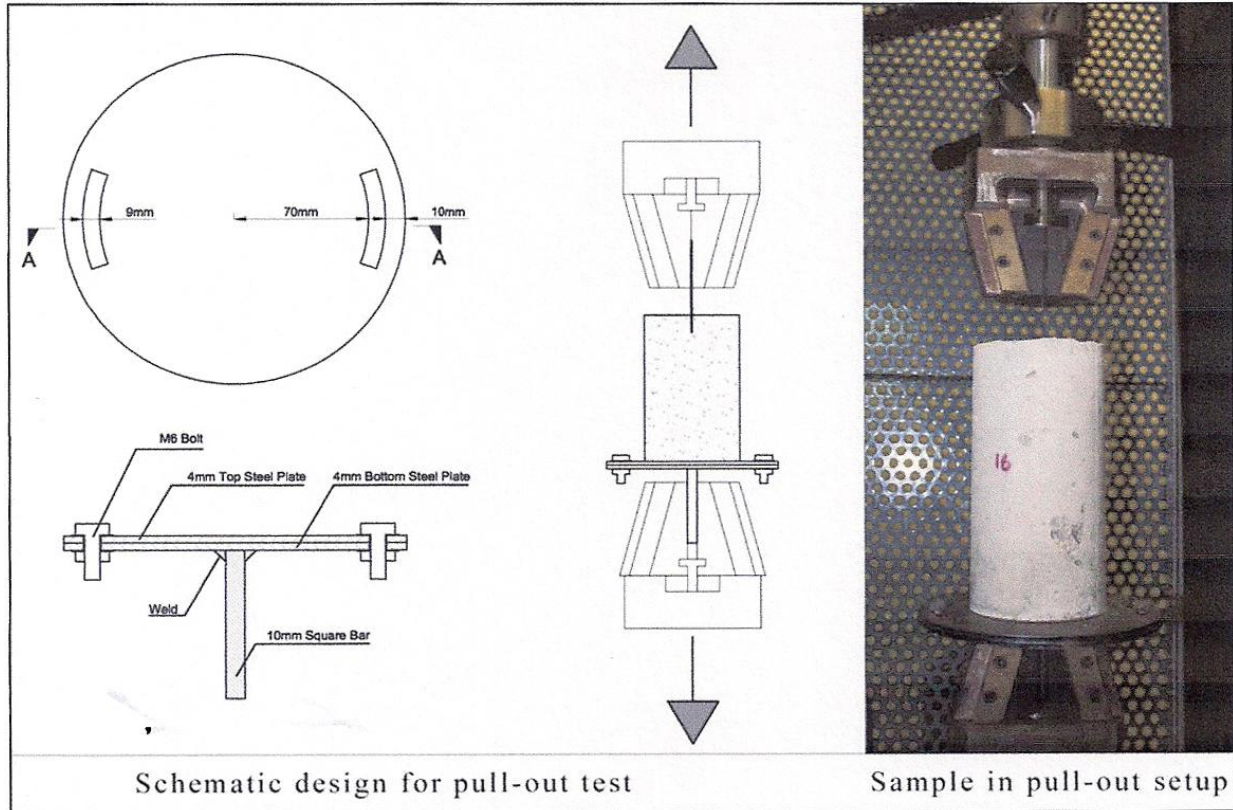 9mm
70mm
10mm
A
A
M6 Bolt
4mm Top Steel Plate
4mm Bottom Steel Plate
Weld
10mm Square Bar
16
Schematic design for pull-out test
Sample in pull-out setup